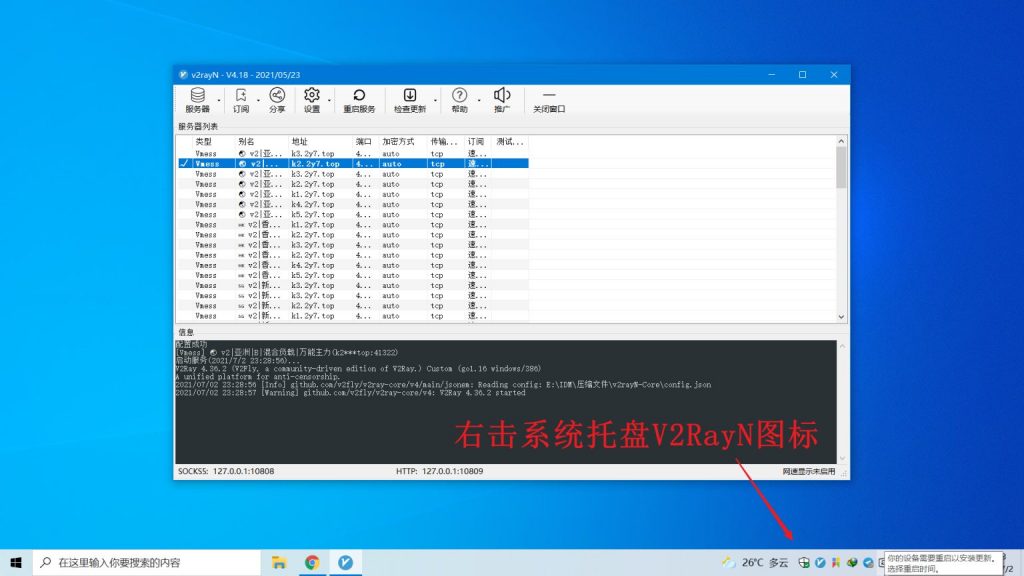 v2rayN - V4.18 - 2021/05/23
服务器 订阅 分享 设置 重启服务 检查更新 帮助 推广 关闭窗口
服务器列表
类型 别名 地址 端口 加密方式 传输... 订阅 测试...
Vmess v2|亚... k3.2y7.top 4... auto tcp 速...
Vmess v2|... k2.2y7.top 4... auto tcp 速...
Vmess v2|亚... k3.2y7.top 4... auto tcp 速...
Vmess v2|亚... k2.2y7.top 4... auto tcp 速...
Vmess v2|亚... k1.2y7.top 4... auto tcp 速...
Vmess v2|亚... k4.2y7.top 4... auto tcp 速...
Vmess v2|亚... k5.2y7.top 4... auto tcp 速...
Vmess HK v2|香... k1.2y7.top 4... auto tcp 速...
Vmess HK v2|香... k2.2y7.top 4... auto tcp 速...
Vmess HK v2|香... k3.2y7.top 4... auto tcp 速...
Vmess HK v2|香... k2.2y7.top 4... auto tcp 速...
Vmess HK v2|香... k4.2y7.top 4... auto tcp 速...
Vmess HK v2|香... k5.2y7.top 4... auto tcp 速...
Vmess SG v2|新... k3.2y7.top 4... auto tcp 速...
Vmess SG v2|新... k3.2y7.top 4... auto tcp 速...
Vmess SG v2|新... k2.2y7.top 4... auto tcp 速...
Vmess SG v2|新... k1.2y7.top 4... auto tcp 速...
信息
配置成功
[Vmess] v2|亚洲|B|混合负载|万能主力(k2***top:41322)
启动服务(2021/7/2 23:28:56)...
V2Ray 4.36.2 (V2Fly, a community-driven edition of V2Ray.) Custom (go1.16 windows/386)
A unified platform for anti-censorship.
2021/07/02 23:28:56 [Info] github.com/v2fly/v2ray-core/v4/main/jsonem: Reading config: E:\IDM\压缩文件\v2rayN-Core\config.json
2021/07/02 23:28:57 [Warning] github.com/v2fly/v2ray-core/v4: V2Ray 4.36.2 started
右击系统托盘V2RayN图标
SOCKS5: 127.0.0.1:10808 HTTP: 127.0.0.1:10809 网速显示未启用
在这里输入你要搜索的内容
26°C 多云
你的设备需要重启以安装更新。
选择重启时间。